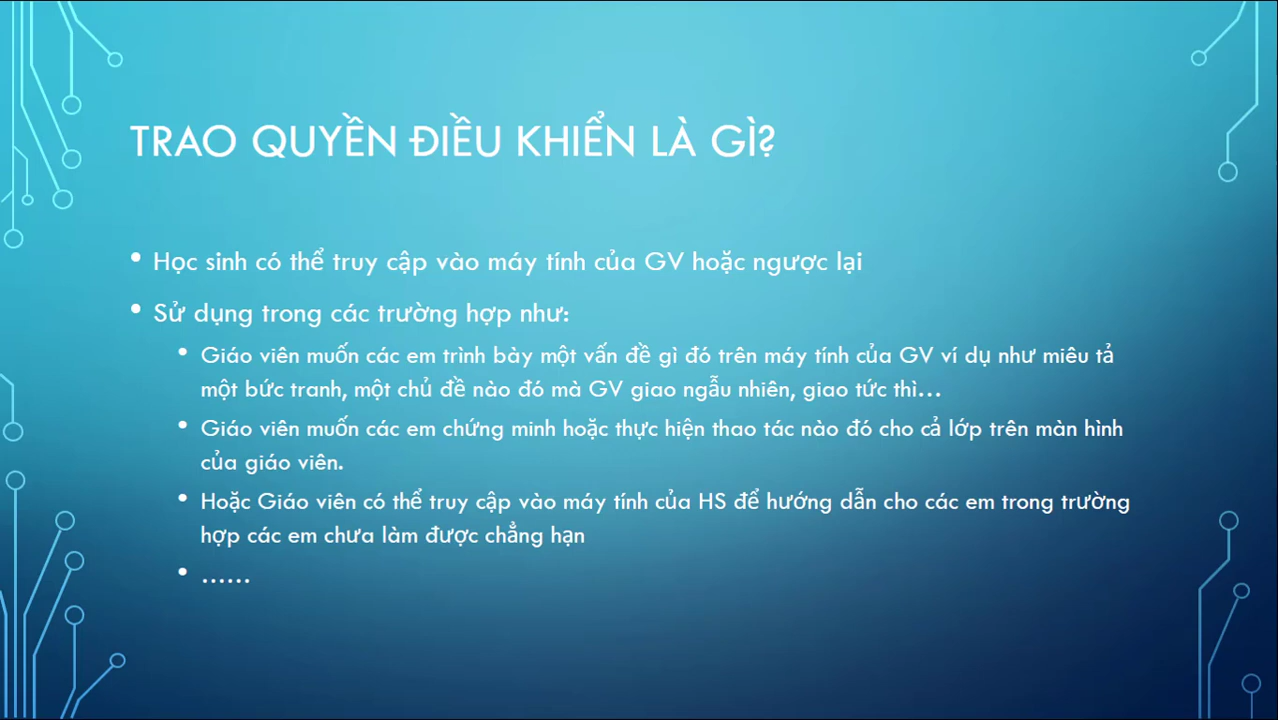 TRAO QUYỀN ĐIỀU KHIỂN LÀ GÌ?
• Học sinh có thể truy cập vào máy tính của GV hoặc ngược lại
• Sử dụng trong các trường hợp như:
• Giáo viên muốn các em trình bày một vấn đề gì đó trên máy tính của GV ví dụ như miêu tả
một bức tranh, một chủ đề nào đó mà GV giao ngẫu nhiên, giao tức thì...
• Giáo viên muốn các em chứng minh hoặc thực hiện thao tác nào đó cho cả lớp trên màn hình
của giáo viên.
• Hoặc Giáo viên có thể truy cập vào máy tính của HS để hướng dẫn cho các em trong trường
hợp các em chưa làm được chẳng hạn
• ......